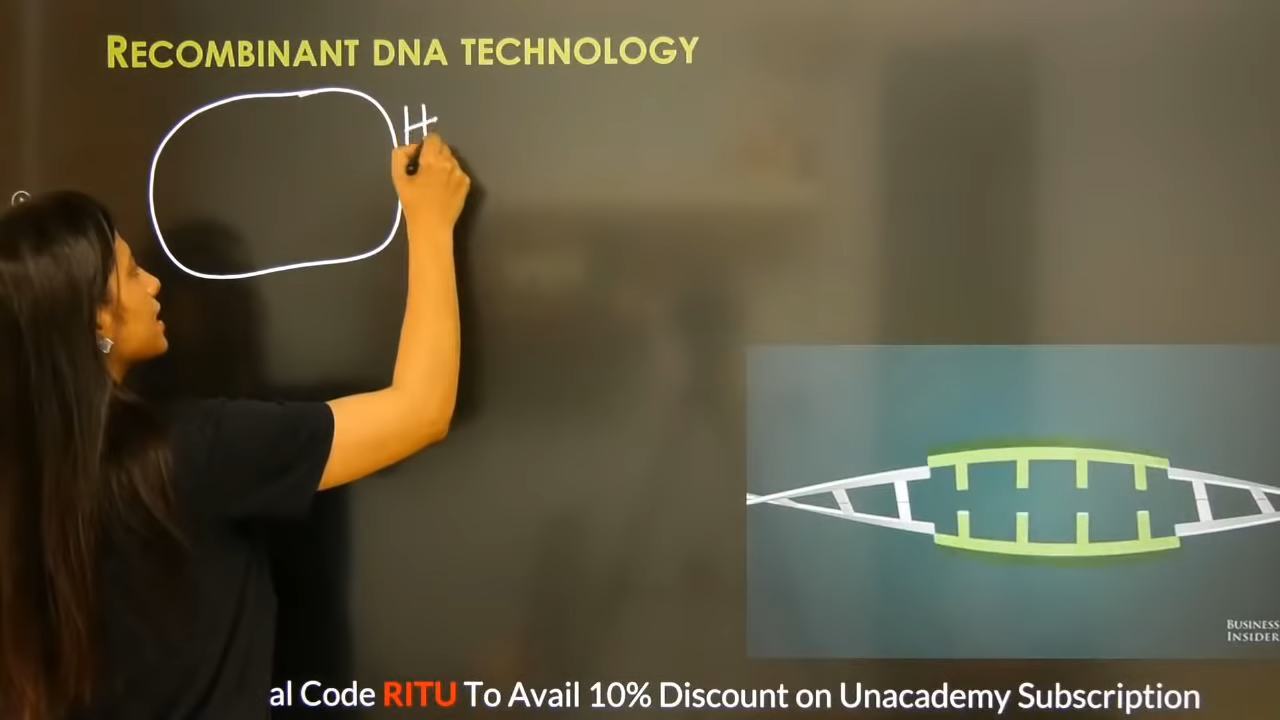 RECOMBINANT DNA TECHNOLOGY
H
BUSINESS
INSIDER
al Code RITU To Avail 10% Discount on Unacademy Subscription